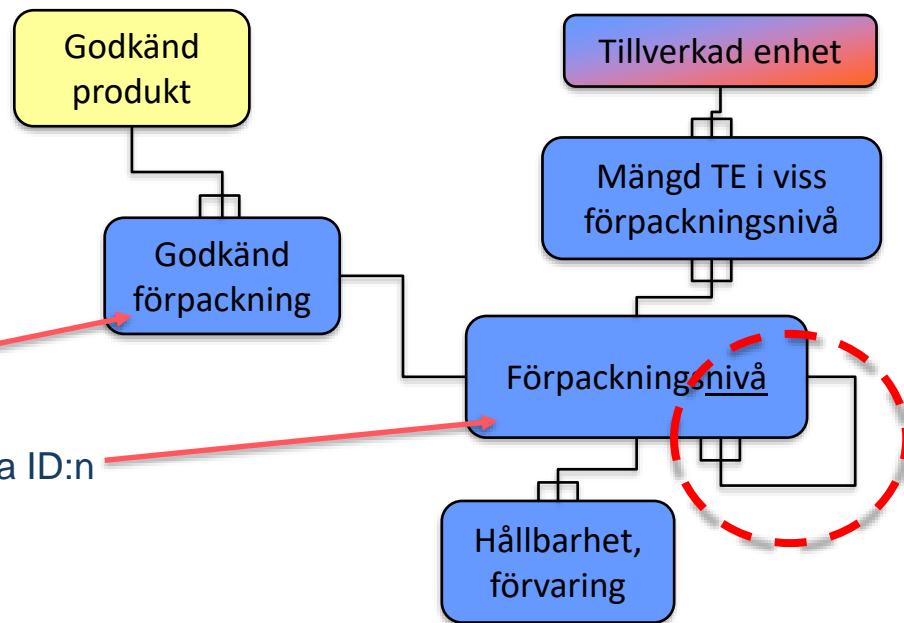 Godkänd
produkt
Tillverkad enhet
Mängd TE i viss
förpackningsnivå
Godkänd
förpackning
Förpackningsnivå
a ID:n
Hållbarhet,
förvaring